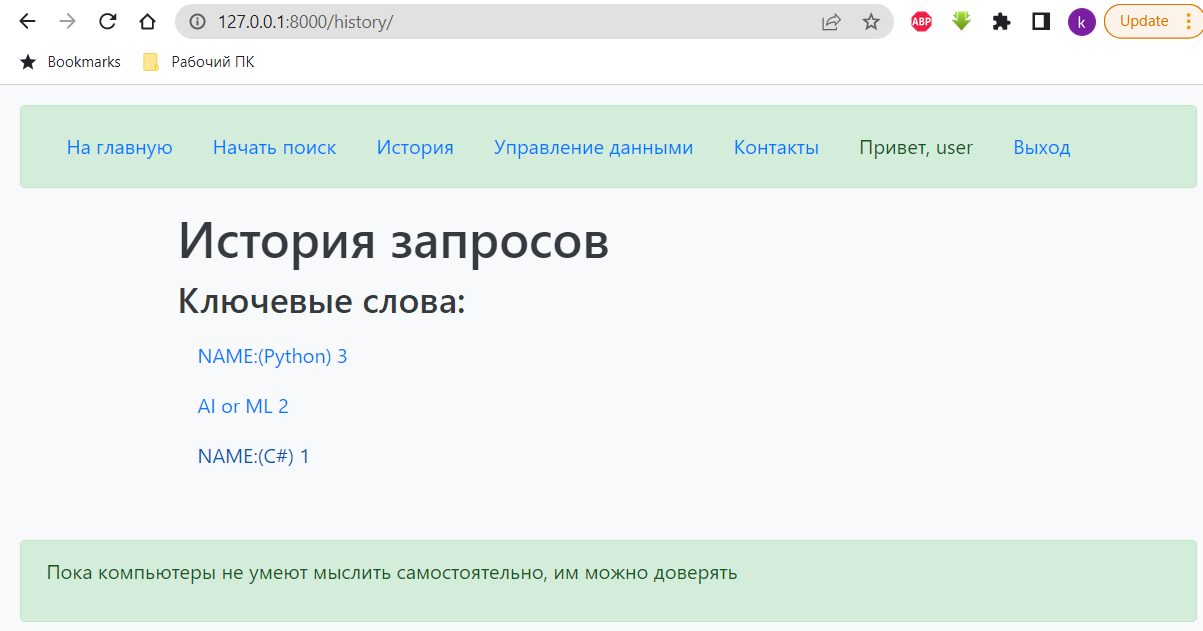 127.0.0.1:8000/history/
ABP
k
Update
Bookmarks
Рабочий ПК
На главную Начать поиск История Управление данными Контакты Привет, user Выход
История запросов
Ключевые слова:
NAME:(Python) 3
AI or ML 2
NAME:(C#) 1
Пока компьютеры не умеют мыслить самостоятельно, им можно доверять